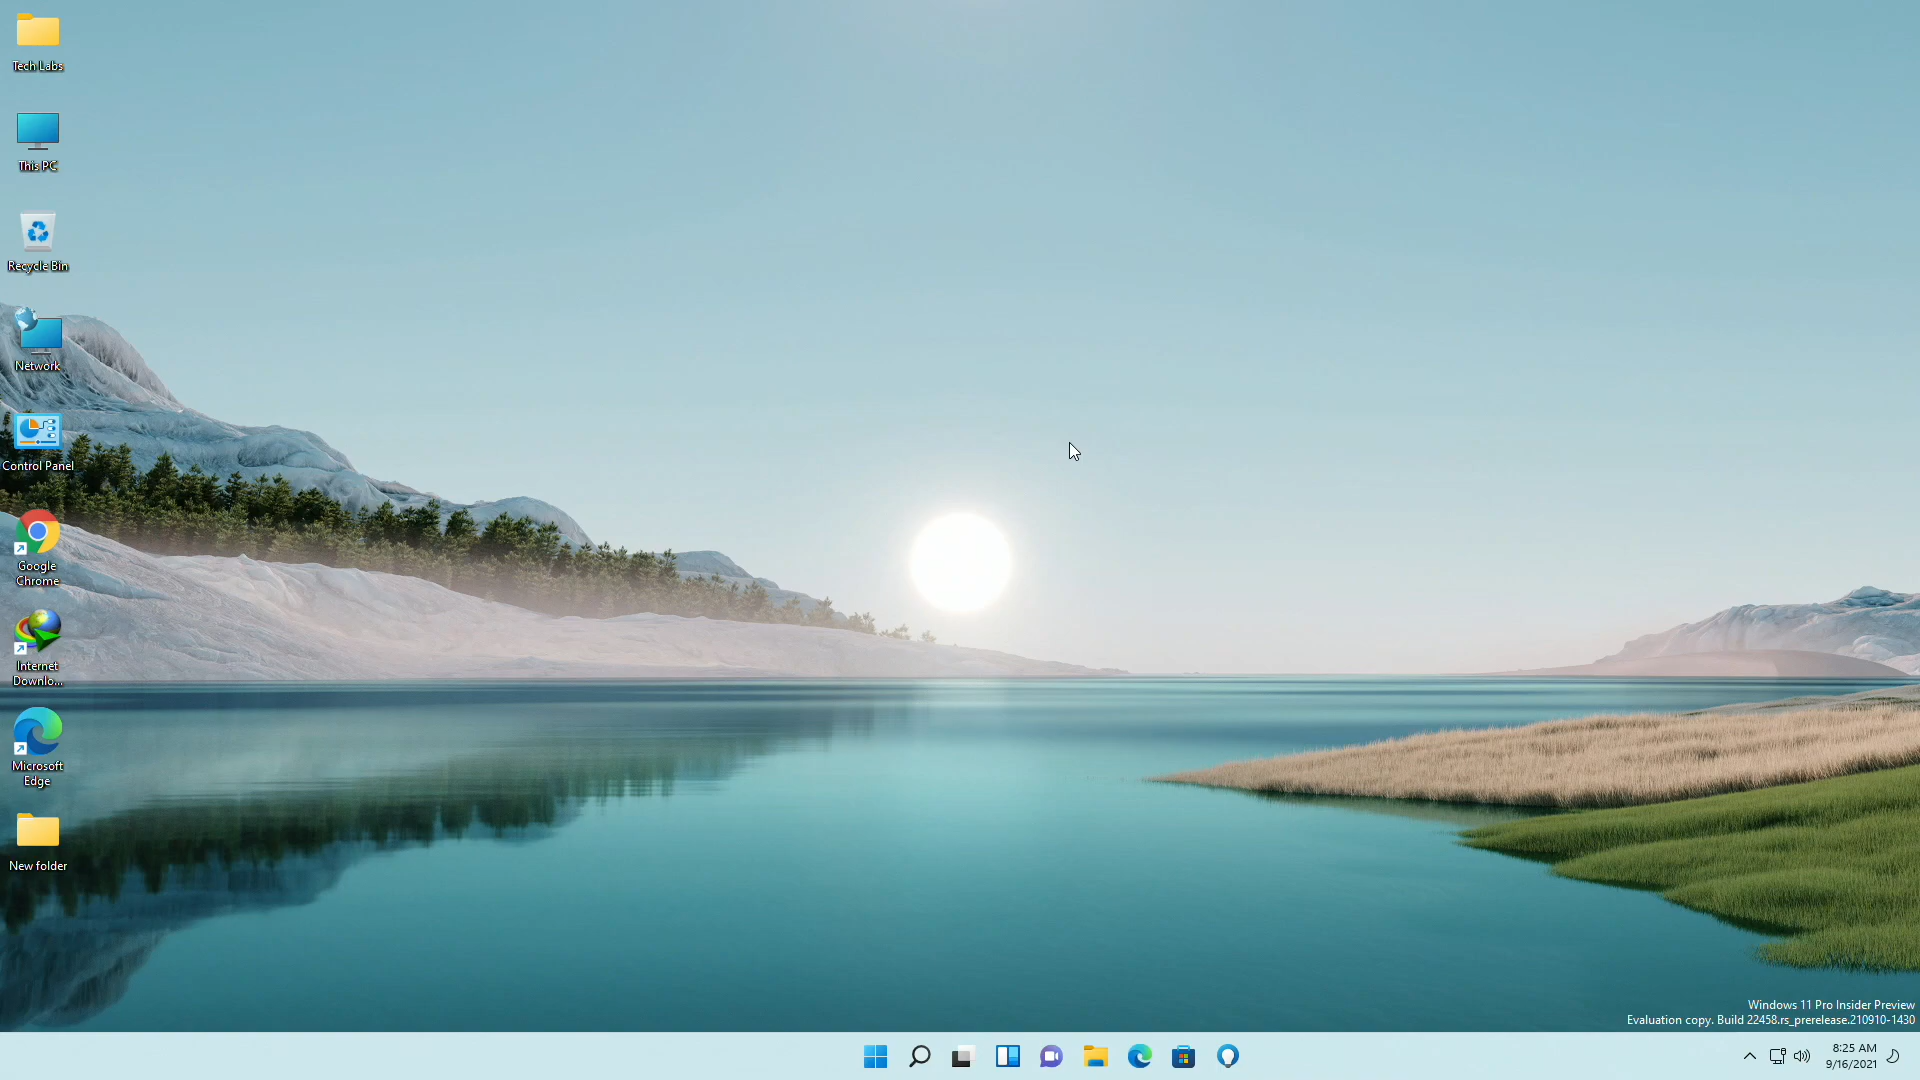 Tech Labs
This PC
Recycle Bin
Network
Control Panel
Google
Chrome
Internet
Downlo...
Microsoft
Edge
New folder
Windows 11 Pro Insider Preview
Evaluation copy. Build 22458.rs_prerelease.210910-1430
8:25 AM
9/16/2021